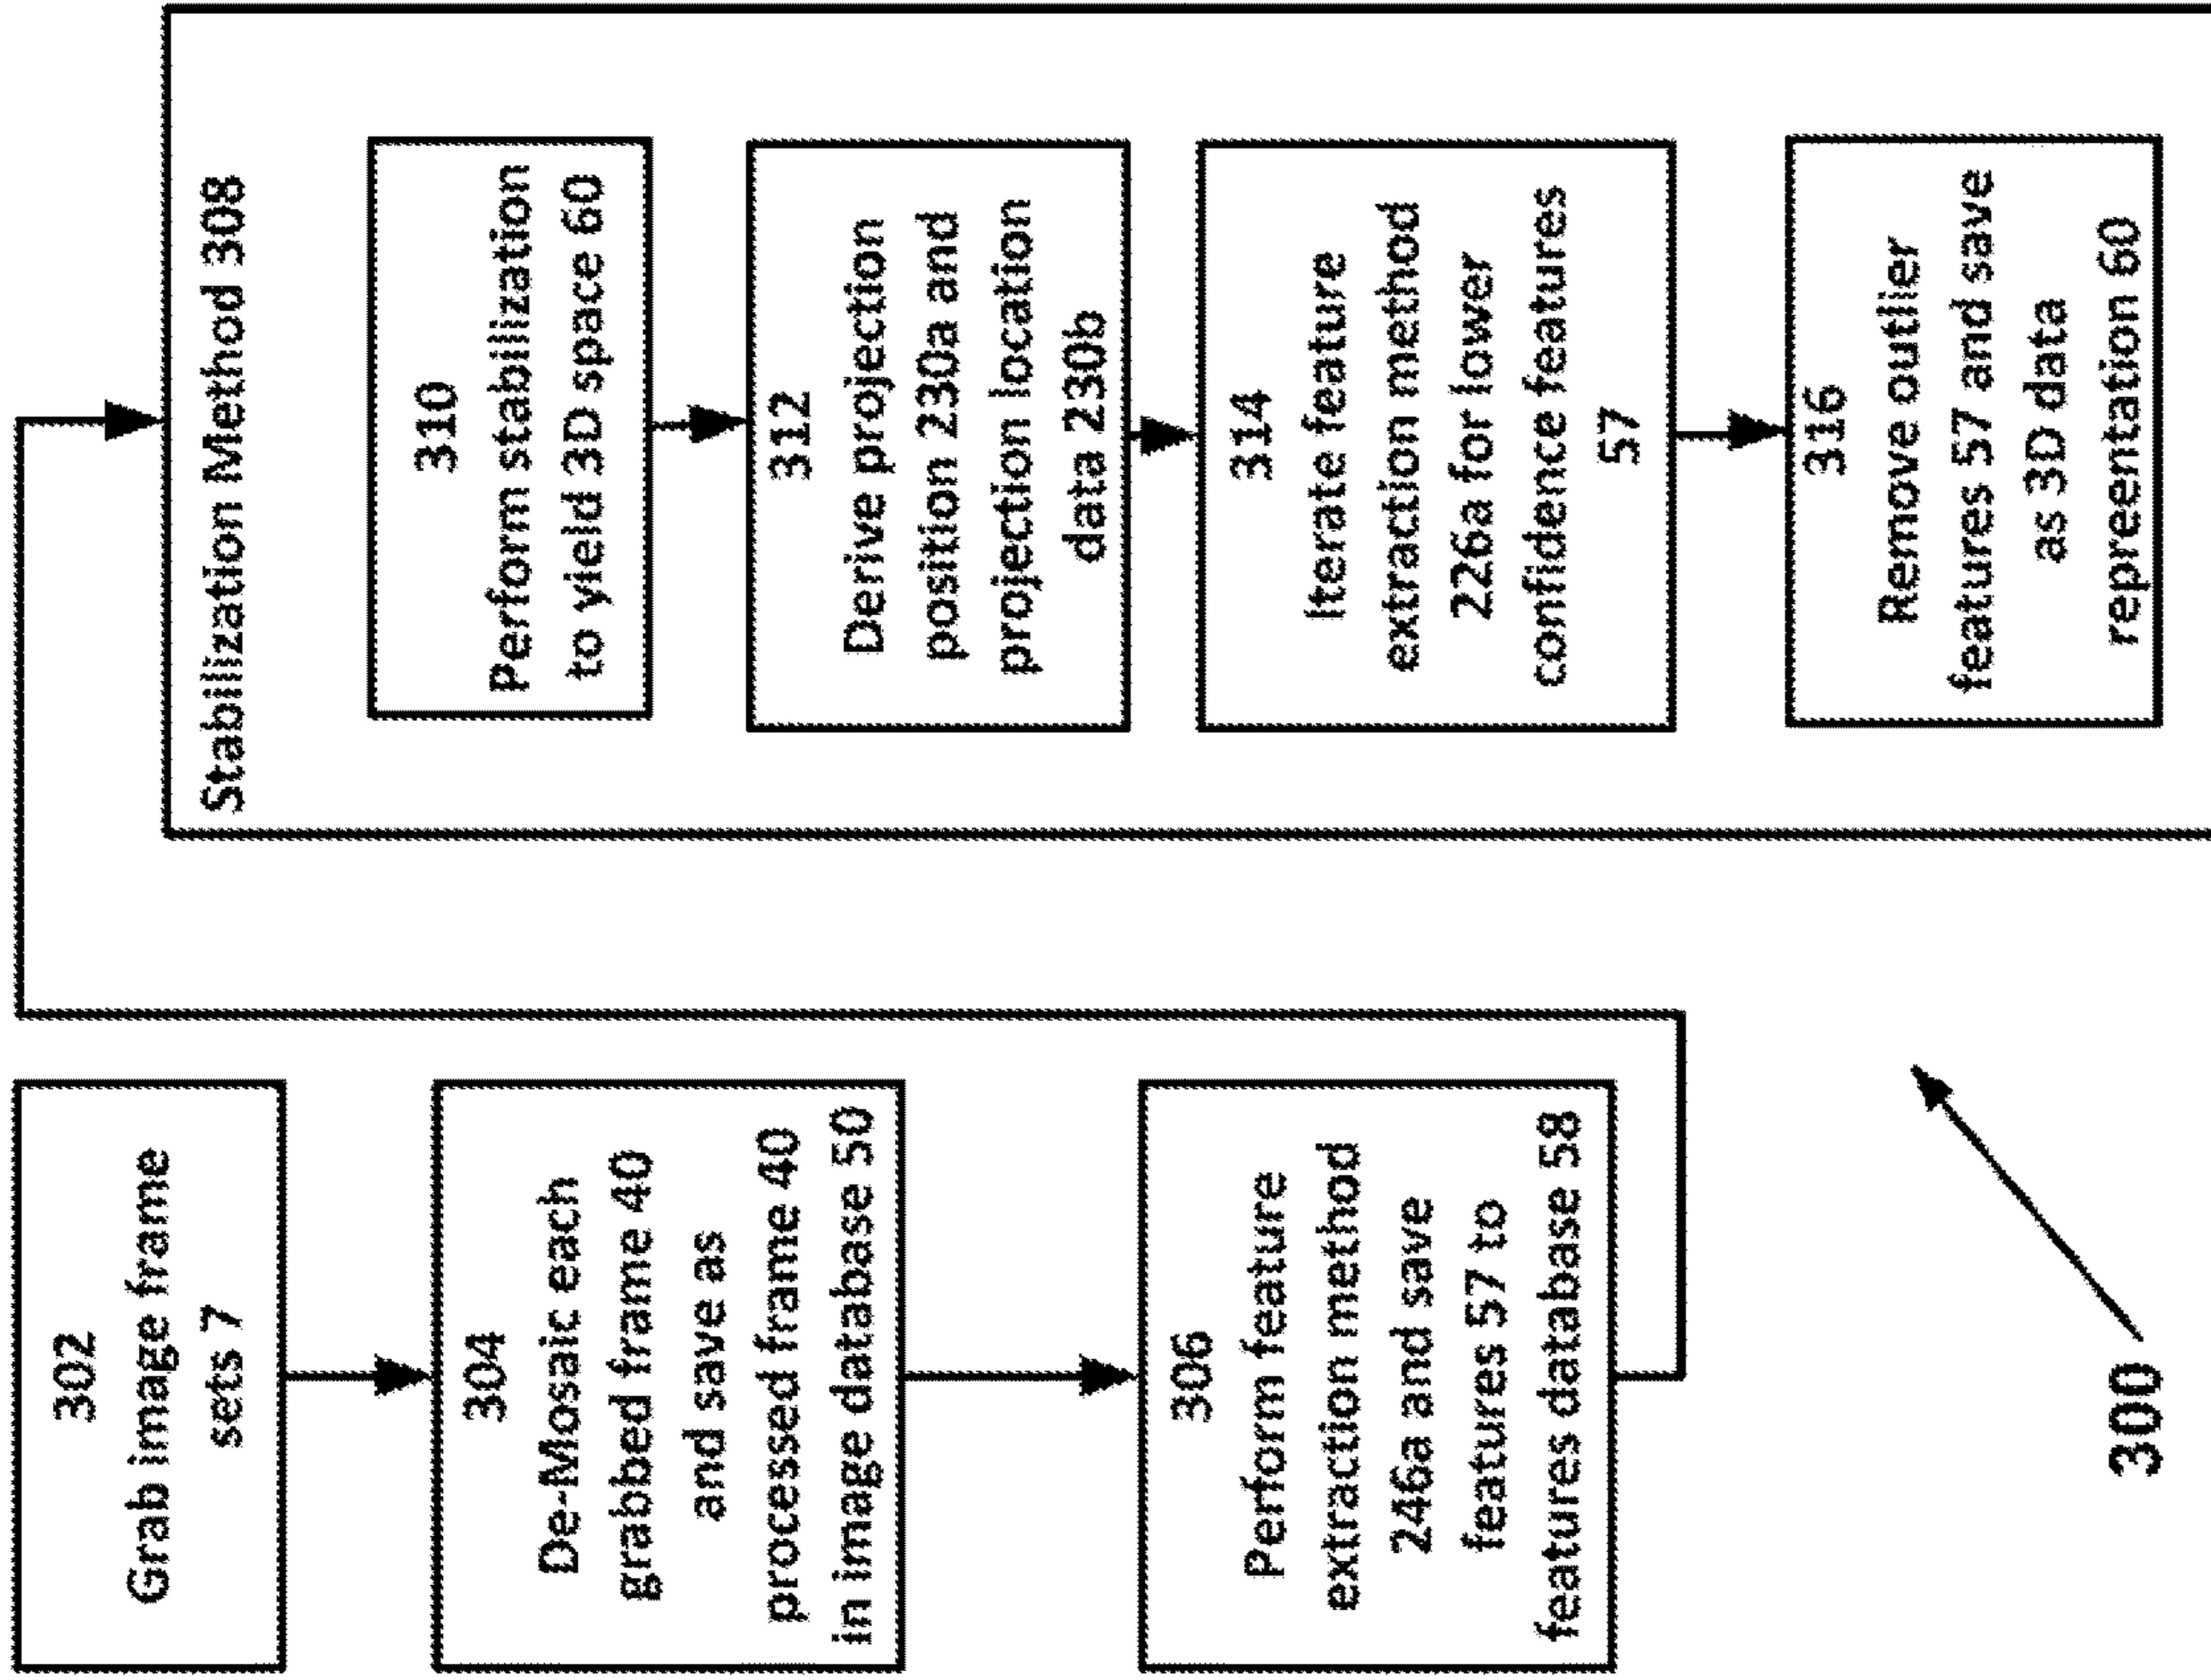 302
Grab image frame
sets 7
304
De-Mosaic each
grabbed frame 40
and save as
processed frame 40
in image database 50
306
Perform feature
extraction method
246a and save
features 57 to
features database 58
Stabilization Method 308
310
Perform stabilization
to yield 3D space 60
312
Derive projection
position 230a and
projection location
data 230b
314
Iterate feature
extraction method
226a for lower
confidence features
57
316
Remove outlier
features 57 and save
as 3D data
repreentation 60
300